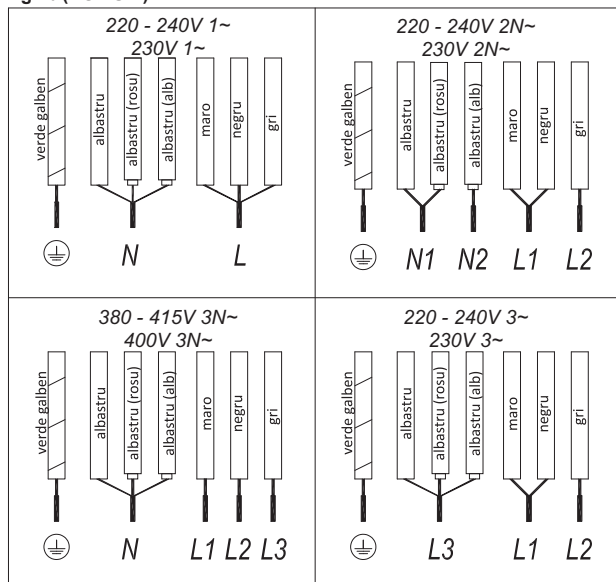 220 - 240V 1~
230V 1~
verde galben
albastru
albastru (rosu)
albastru (alb)
maro
negru
gri
N
L
220 - 240V 2N~
230V 2N~
verde galben
albastru
albastru (rosu)
albastru (alb)
maro
negru
gri
N1 N2 L1 L2
380 - 415V 3N~
400V 3N~
verde galben
albastru
albastru (rosu)
albastru (alb)
maro
negru
gri
N L1 L2 L3
220 - 240V 3~
230V 3~
verde galben
albastru
albastru (rosu)
albastru (alb)
maro
negru
gri
L3 L1 L2